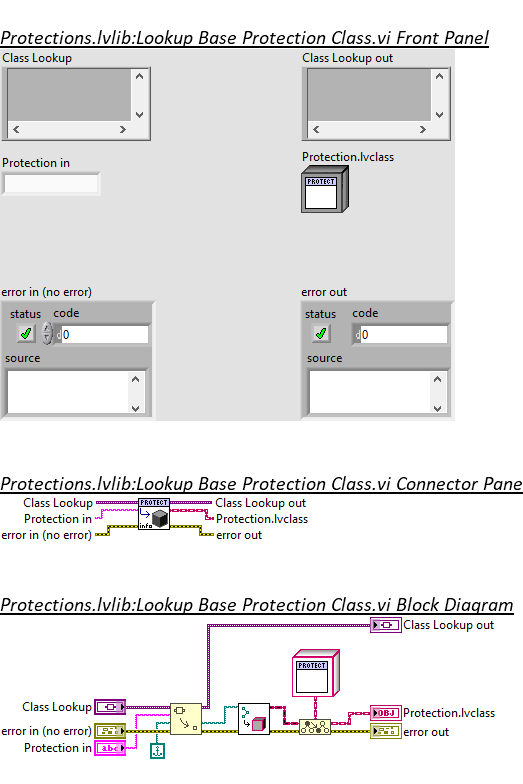 Protections.lvlib:Lookup Base Protection Class.vi Front Panel
Class Lookup
Class Lookup out
Protection in
Protection.lvclass
PROTECT
error in (no error)
error out
status code
status code
0
0
source
source
Protections.lvlib:Lookup Base Protection Class.vi Connector Pane
Class Lookup
PROTECT
Class Lookup out
Protection in
Protection.lvclass
error in (no error)
info
error out
Protections.lvlib:Lookup Base Protection Class.vi Block Diagram
Class Lookup out
PROTECT
Class Lookup
OBJ
Protection.lvclass
error in (no error)
error out
Protection in
abc